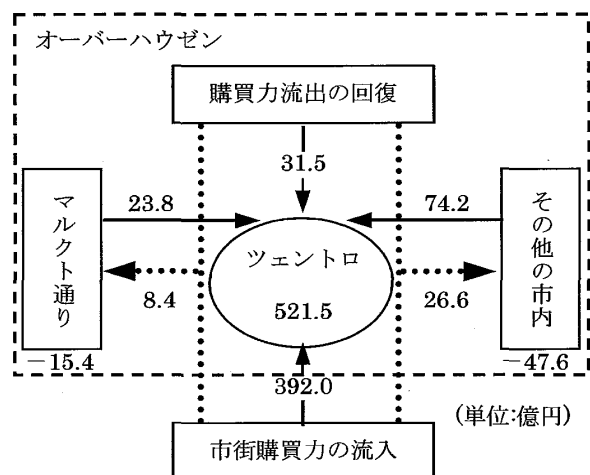 オーバーハウゼン
購買力流出の回復
31.5
マルクト通り
23.8
74.2
その他の市内
ツェントロ
521.5
8.4
26.6
－15.4
－47.6
392.0
(単位:億円)
市街購買力の流入